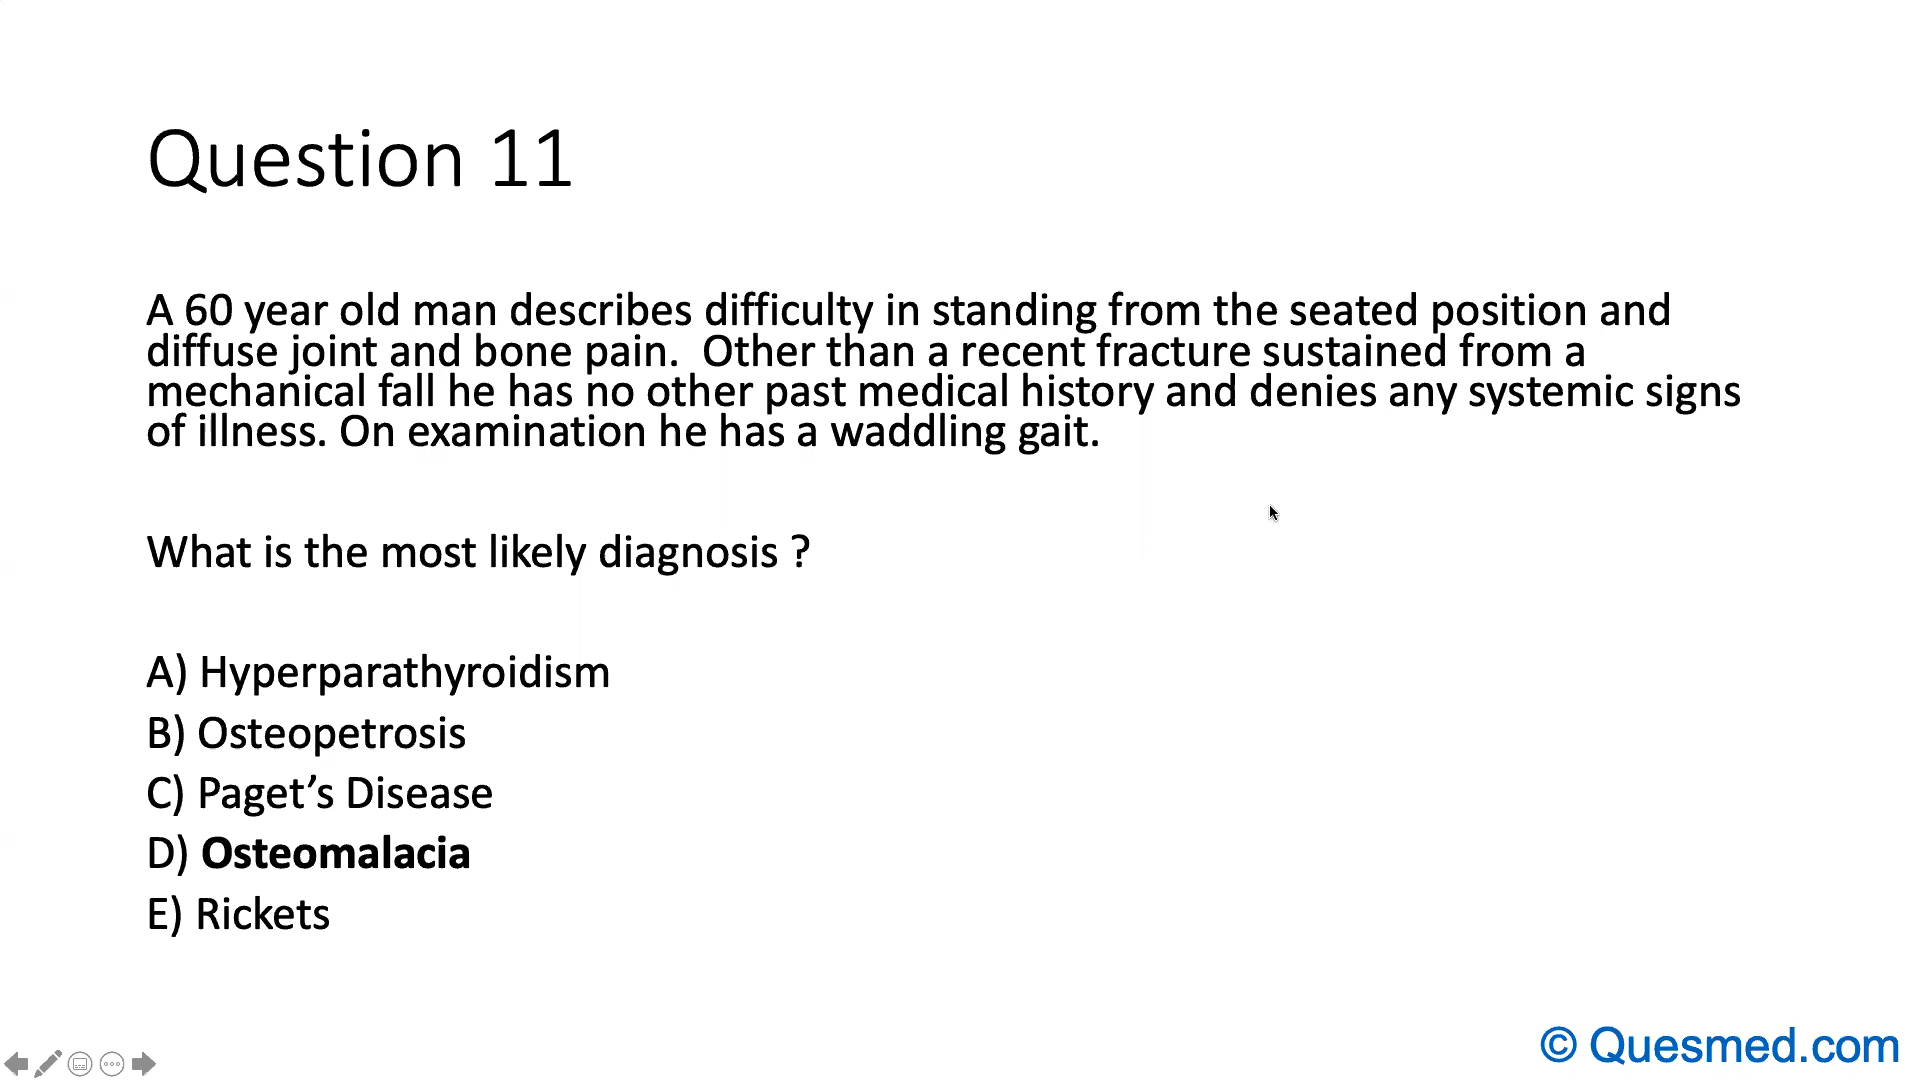 Question 11
A 60 year old man describes difficulty in standing from the seated position and
diffuse joint and bone pain.  Other than a recent fracture sustained from a
mechanical fall he has no other past medical history and denies any systemic signs
of illness. On examination he has a waddling gait.
What is the most likely diagnosis ?
A) Hyperparathyroidism
B) Osteopetrosis
C) Paget’s Disease
D) Osteomalacia
E) Rickets
© Quesmed.com